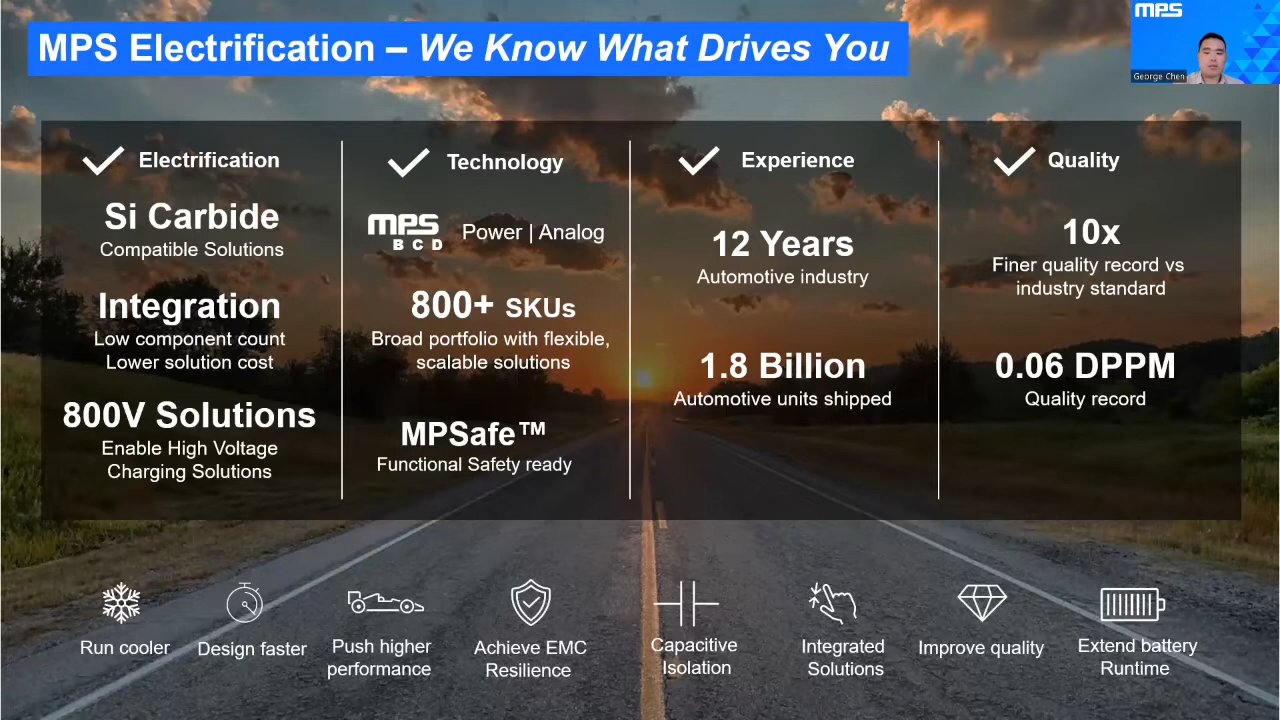 MPS Electrification – We Know What Drives You
MPS
George Chen
Electrification
Si Carbide
Compatible Solutions
Integration
Low component count
Lower solution cost
800V Solutions
Enable High Voltage
Charging Solutions
Technology
MPS
BCD
Power | Analog
800+ SKUs
Broad portfolio with flexible,
scalable solutions
MPSafe™
Functional Safety ready
Experience
12 Years
Automotive industry
1.8 Billion
Automotive units shipped
Quality
10x
Finer quality record vs
industry standard
0.06 DPPM
Quality record
Run cooler
Design faster
Push higher
performance
Achieve EMC
Resilience
Capacitive
Isolation
Integrated
Solutions
Improve quality
Extend battery
Runtime